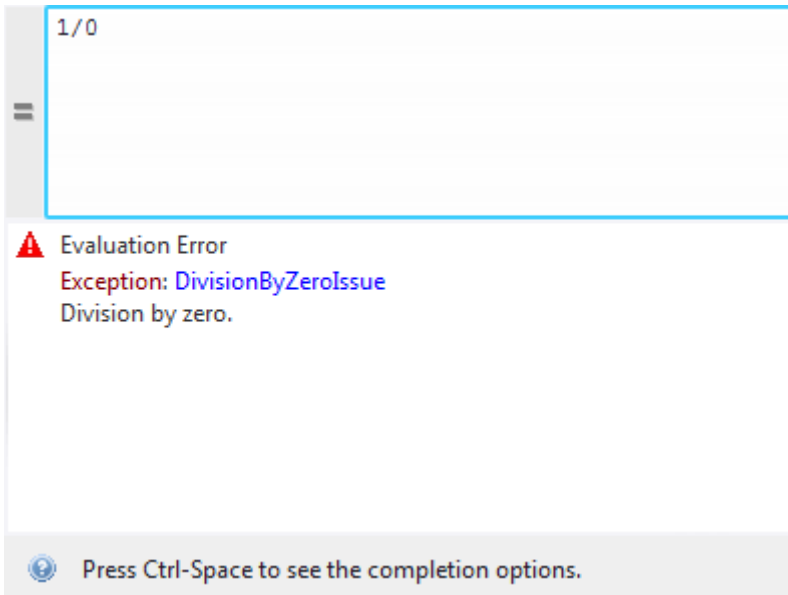 1/0
=
Evaluation Error
Exception: DivisionByZeroIssue
Division by zero.
Press Ctrl-Space to see the completion options.